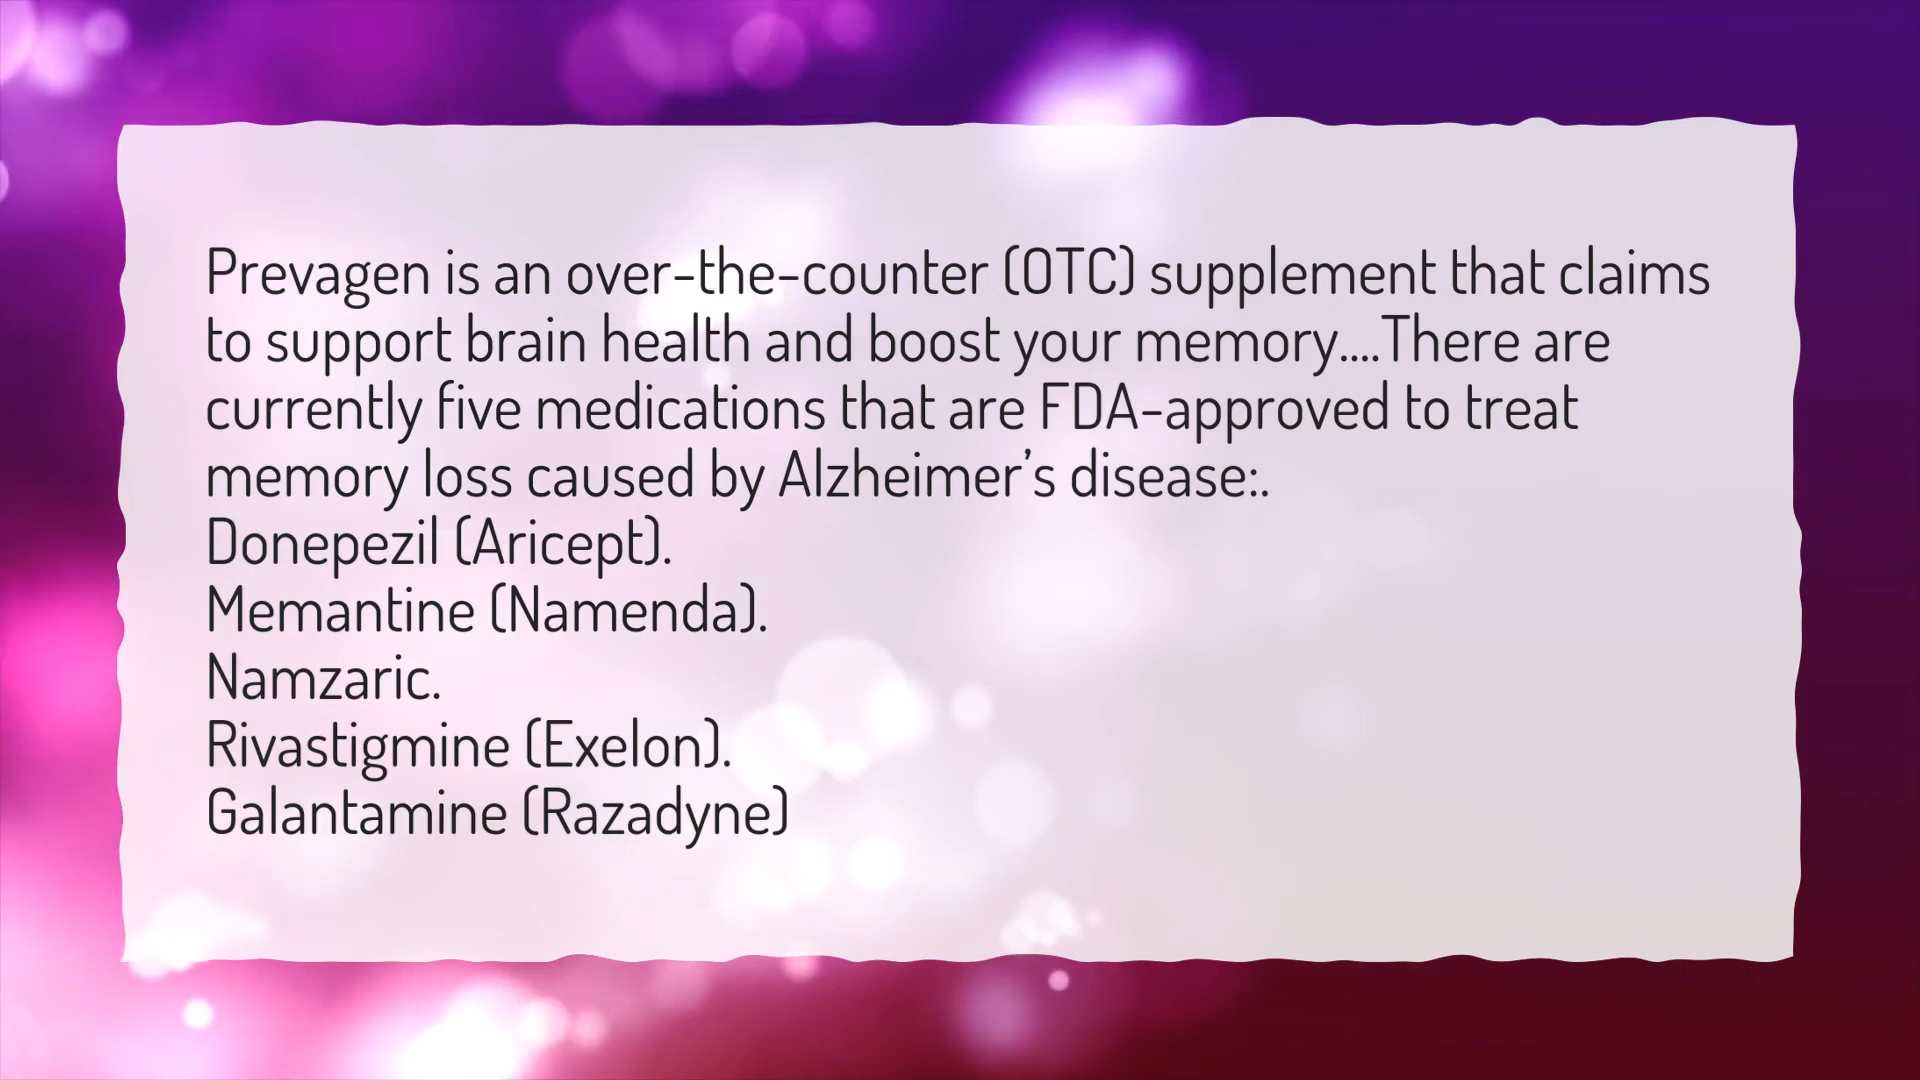 Prevagen is an over-the-counter (OTC) supplement that claims
to support brain health and boost your memory....There are
currently five medications that are FDA-approved to treat
memory loss caused by Alzheimer’s disease:.
Donepezil (Aricept).
Memantine (Namenda).
Namzaric.
Rivastigmine (Exelon).
Galantamine (Razadyne)